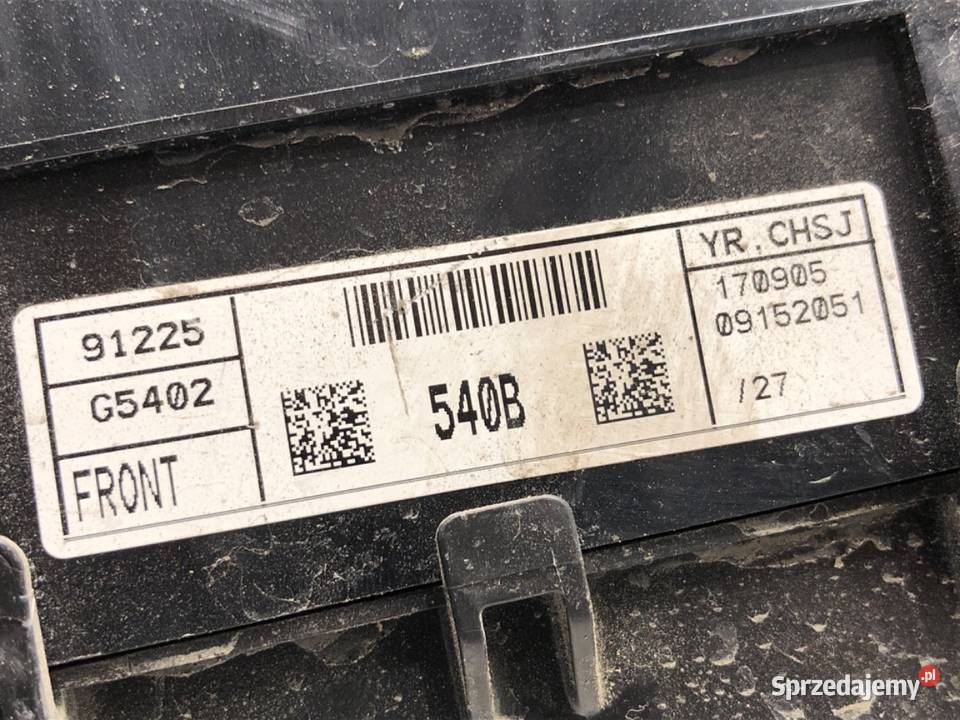 91225
G5402
FRONT
540B
YR.CHSJ
170905
09152051
/27
Sprzedajemy.pl